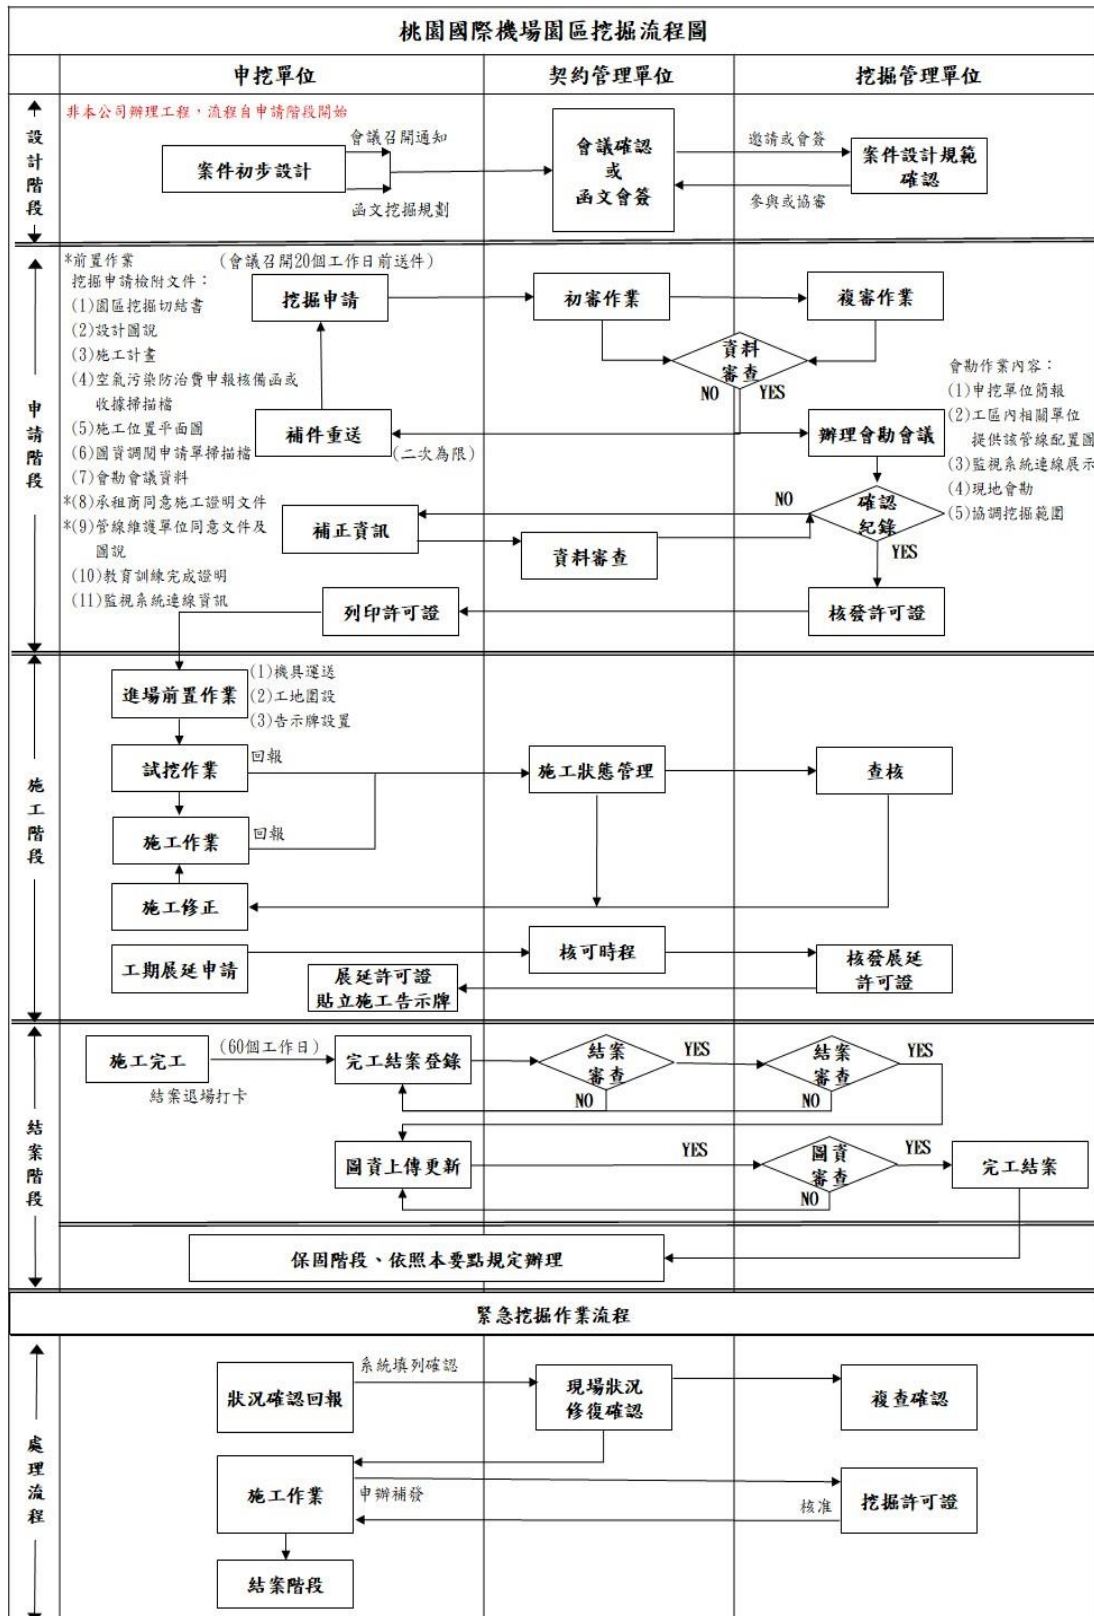 桃園國際機場園區挖掘流程圖
申挖單位
契約管理單位
挖掘管理單位
設計階段
非本公司辦理工程，流程自申請階段開始
案件初步設計
會議召開通知
函文挖掘規劃
會議確認
或
函文會簽
邀請或會簽
參與或協審
案件設計規範
確認
申請階段
*前置作業
(會議召開20個工作日前送件)
挖掘申請檢附文件：
(1)園區挖掘切結書
(2)設計圖說
(3)施工計畫
(4)空氣污染防治費申報核備函或
收據掃描檔
(5)施工位置平面圖
(6)圖資調閱申請單掃描檔
(7)會勘會議資料
*(8)承租商同意施工證明文件
*(9)管線維護單位同意文件及
圖說
(10)教育訓練完成證明
(11)監視系統連線資訊
挖掘申請
初審作業
複審作業
資料
審查
NO
YES
補件重送
(二次為限)
辦理會勘會議
會勘作業內容：
(1)申挖單位簡報
(2)工區內相關單位
提供該管線配置圖
(3)監視系統連線展示
(4)現地會勘
(5)協調挖掘範圍
確認
紀錄
NO
YES
補正資訊
資料審查
列印許可證
核發許可證
施工階段
進場前置作業
(1)機具運送
(2)工地圍設
(3)告示牌設置
試挖作業
回報
施工狀態管理
查核
施工作業
回報
施工修正
工期展延申請
核可時程
核發展延
許可證
展延許可證
貼立施工告示牌
結案階段
施工完工
(60個工作日)
結案退場打卡
完工結案登錄
結案
審查
YES
NO
結案
審查
YES
NO
圖資上傳更新
YES
圖資
審查
YES
NO
完工結案
保固階段、依照本要點規定辦理
緊急挖掘作業流程
處理流程
狀況確認回報
系統填列確認
現場狀況
修復確認
複查確認
施工作業
申辦補發
核准
挖掘許可證
結案階段